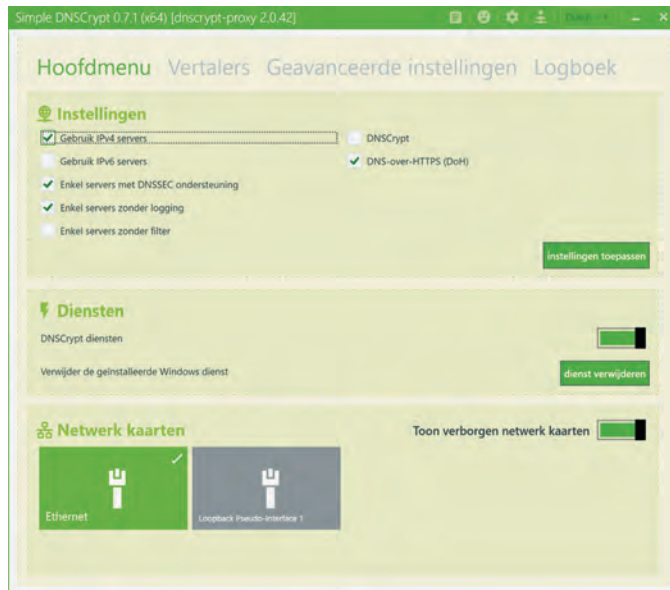 Simple DNSCrypt 0.7.1 (x64) [dnscrypt-proxy 2.0.42]
Dutch
Hoofdmenu Vertalers Geavanceerde instellingen Logboek
Instellingen
Gebruik IPv4 servers
DNSCrypt
Gebruik IPv6 servers
DNS-over-HTTPS (DoH)
Enkel servers met DNSSEC ondersteuning
Enkel servers zonder logging
Enkel servers zonder filter
instellingen toepassen
Diensten
DNSCrypt diensten
Verwijder de geïnstalleerde Windows dienst
dienst verwijderen
Netwerk kaarten
Toon verborgen netwerk kaarten
Ethernet
Loopback Pseudo-Interface 1